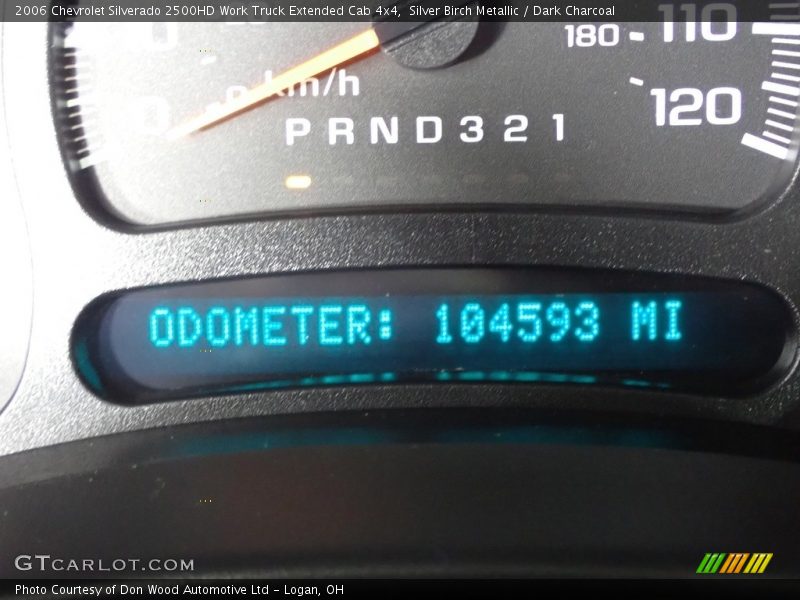 2006 Chevrolet Silverado 2500HD Work Truck Extended Cab 4x4, Silver Birch Metallic / Dark Charcoal
180 110
km/h
120
P R N D 3 2 1
ODOMETER: 104593 MI
GTCARLOT.COM
Photo Courtesy of Don Wood Automotive Ltd - Logan, OH